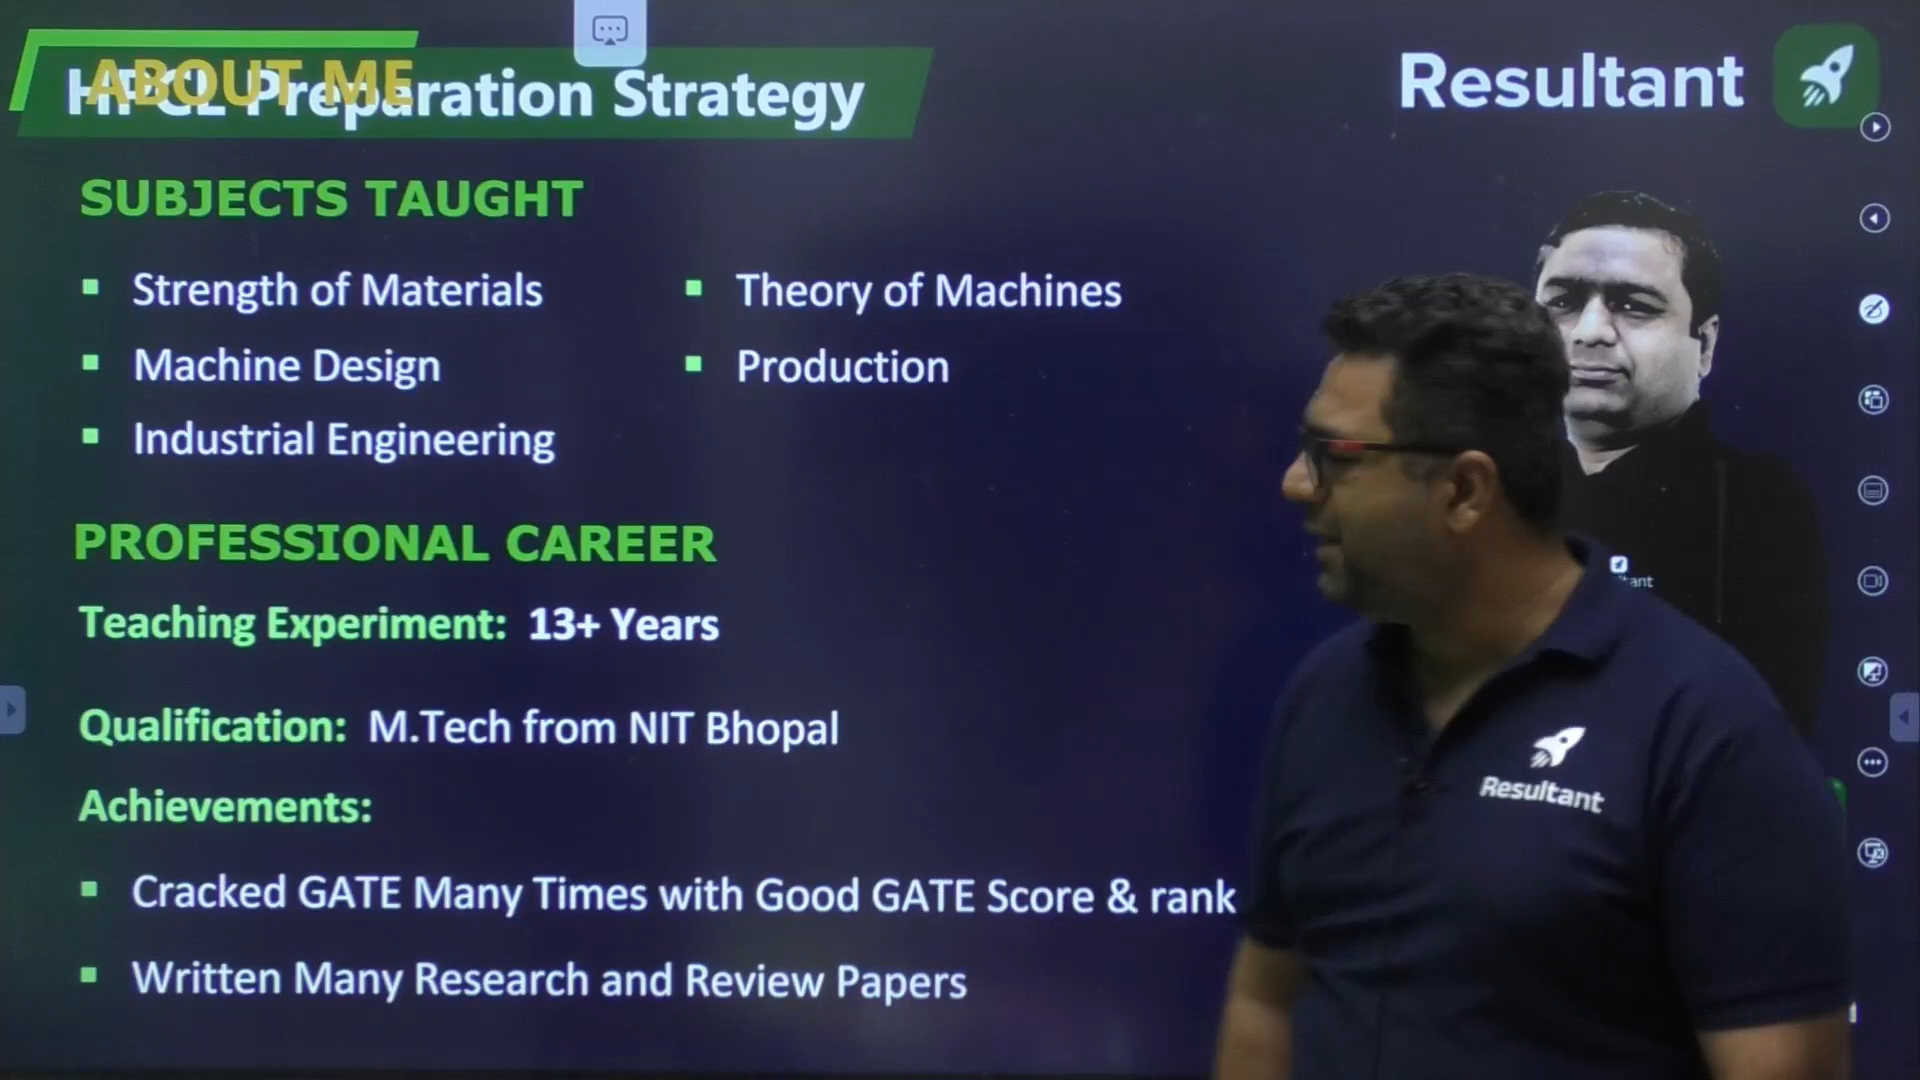 ABOUT ME
HPCL Preparation Strategy
Resultant
SUBJECTS TAUGHT
Strength of Materials
Theory of Machines
Machine Design
Production
Industrial Engineering
PROFESSIONAL CAREER
Teaching Experiment: 13+ Years
Qualification: M.Tech from NIT Bhopal
Achievements:
Cracked GATE Many Times with Good GATE Score & rank
Written Many Research and Review Papers
tant
Resultant